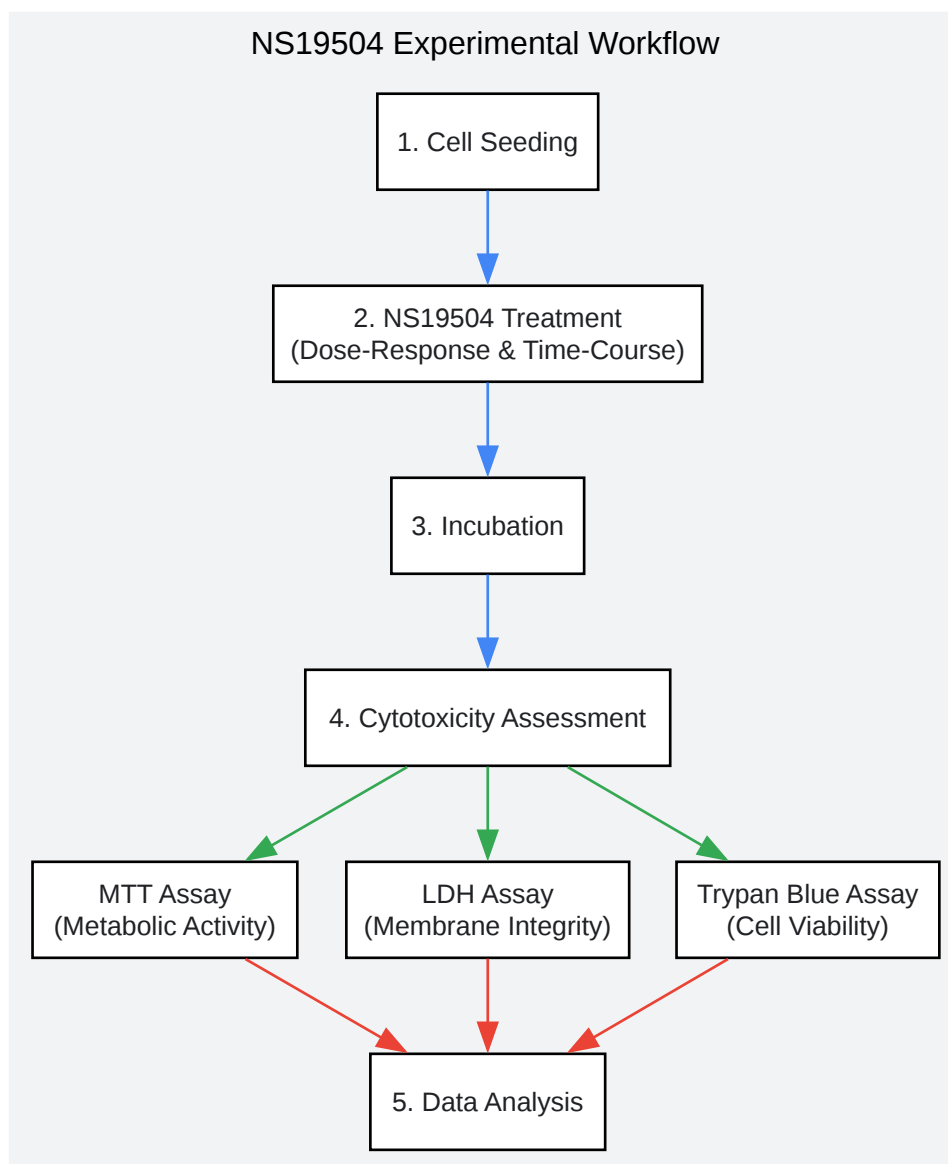 NS19504 Experimental Workflow
1. Cell Seeding
2. NS19504 Treatment
(Dose-Response & Time-Course)
3. Incubation
4. Cytotoxicity Assessment
MTT Assay
(Metabolic Activity)
LDH Assay
(Membrane Integrity)
Trypan Blue Assay
(Cell Viability)
5. Data Analysis